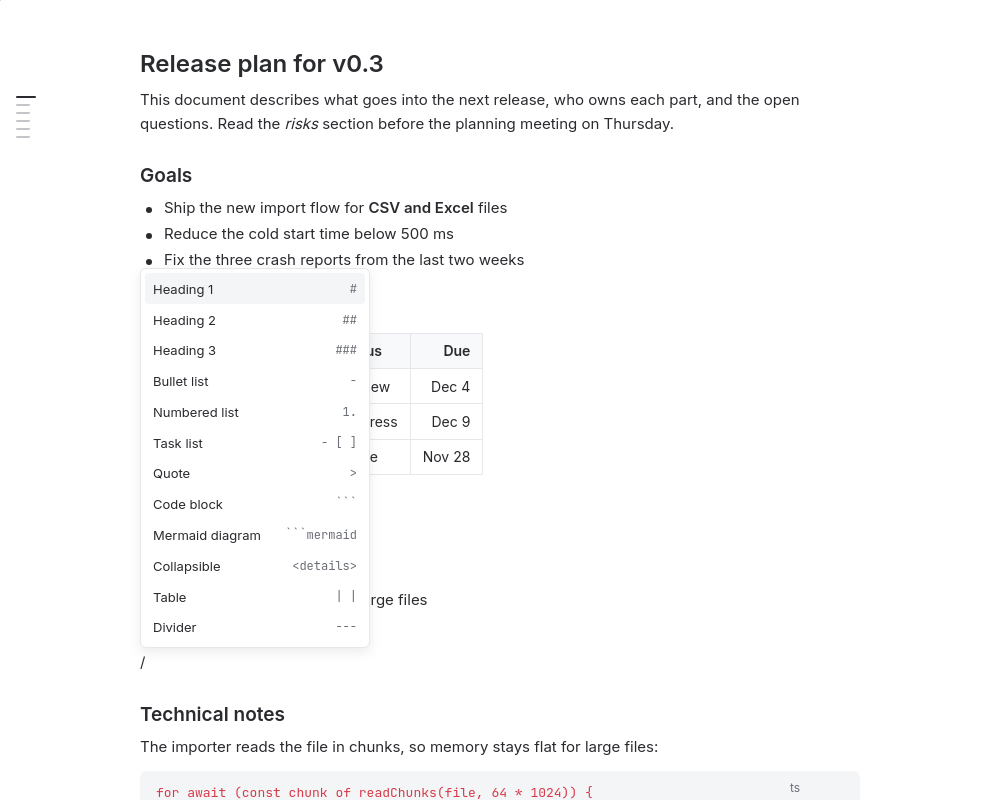 Release plan for v0.3
This document describes what goes into the next release, who owns each part, and the open
questions. Read the risks section before the planning meeting on Thursday.
Goals
Ship the new import flow for CSV and Excel files
Reduce the cold start time below 500 ms
Fix the three crash reports from the last two weeks
Heading 1 #
Heading 2 ##
Heading 3 ###
Bullet list -
Numbered list 1.
Task list - [ ]
Quote >
Code block ```
Mermaid diagram ```mermaid
Collapsible <details>
Table | |
Divider ---
Due
Dec 4
Dec 9
Nov 28
files
/
Technical notes
The importer reads the file in chunks, so memory stays flat for large files:
ts
for await (const chunk of readChunks(file, 64 * 1024)) {